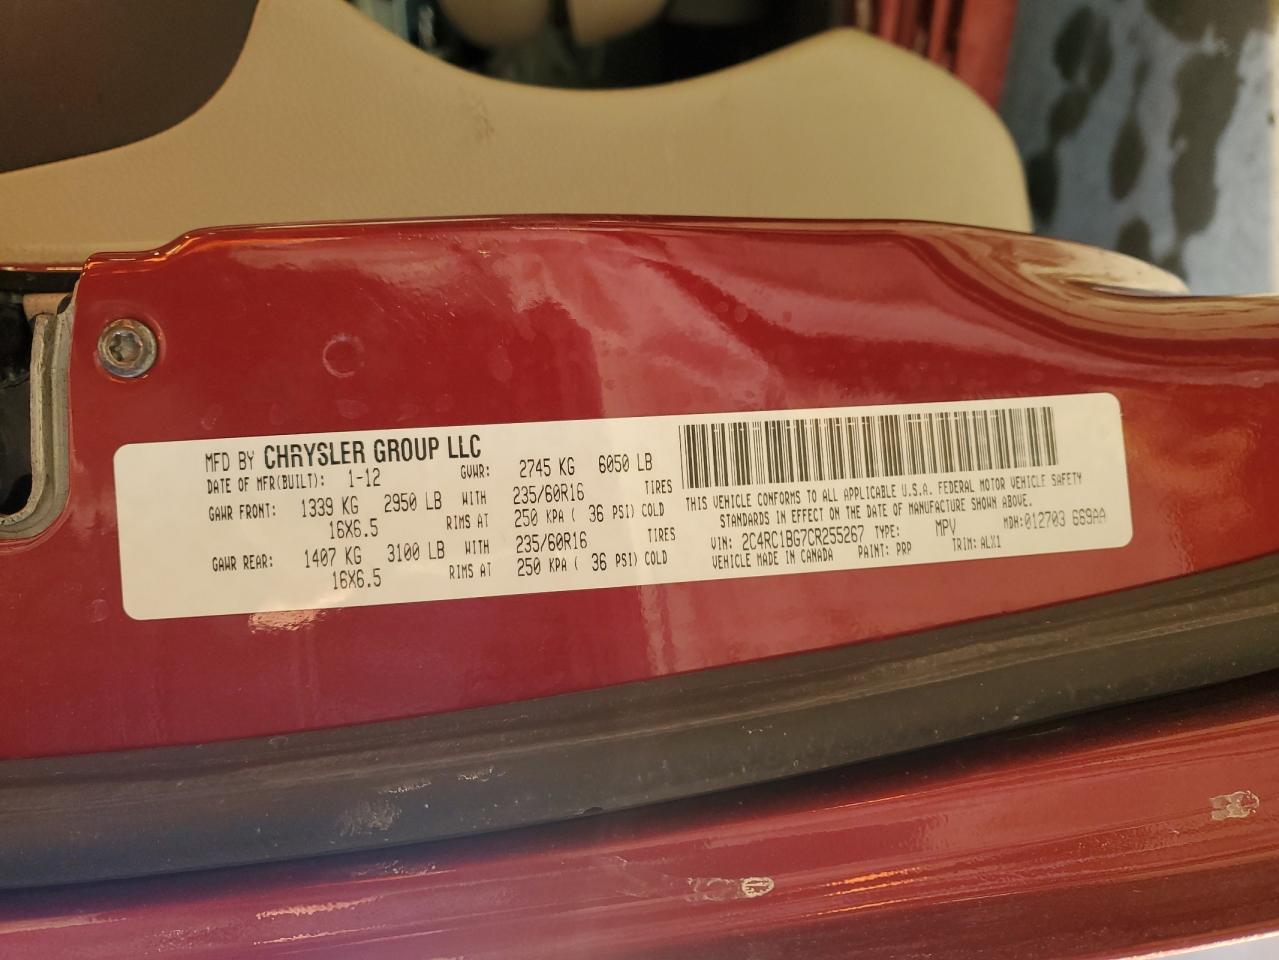 MFD BY CHRYSLER GROUP LLC
DATE OF MFR(BUILT): 1-12 GVWR: 2745 KG 6050 LB
GAWR FRONT: 1339 KG 2950 LB WITH 235/60R16 TIRES
16X6.5 RIMS AT 250 KPA ( 36 PSI) COLD
GAWR REAR: 1407 KG 3100 LB WITH 235/60R16 TIRES
16X6.5 RIMS AT 250 KPA ( 36 PSI) COLD
THIS VEHICLE CONFORMS TO ALL APPLICABLE U.S.A. FEDERAL MOTOR VEHICLE SAFETY
STANDARDS IN EFFECT ON THE DATE OF MANUFACTURE SHOWN ABOVE.
VIN: 2C4RC1BG7CR255267 TYPE: MPV MDH:012703 669AA
VEHICLE MADE IN CANADA PAINT: PRP TRIM: ALX1